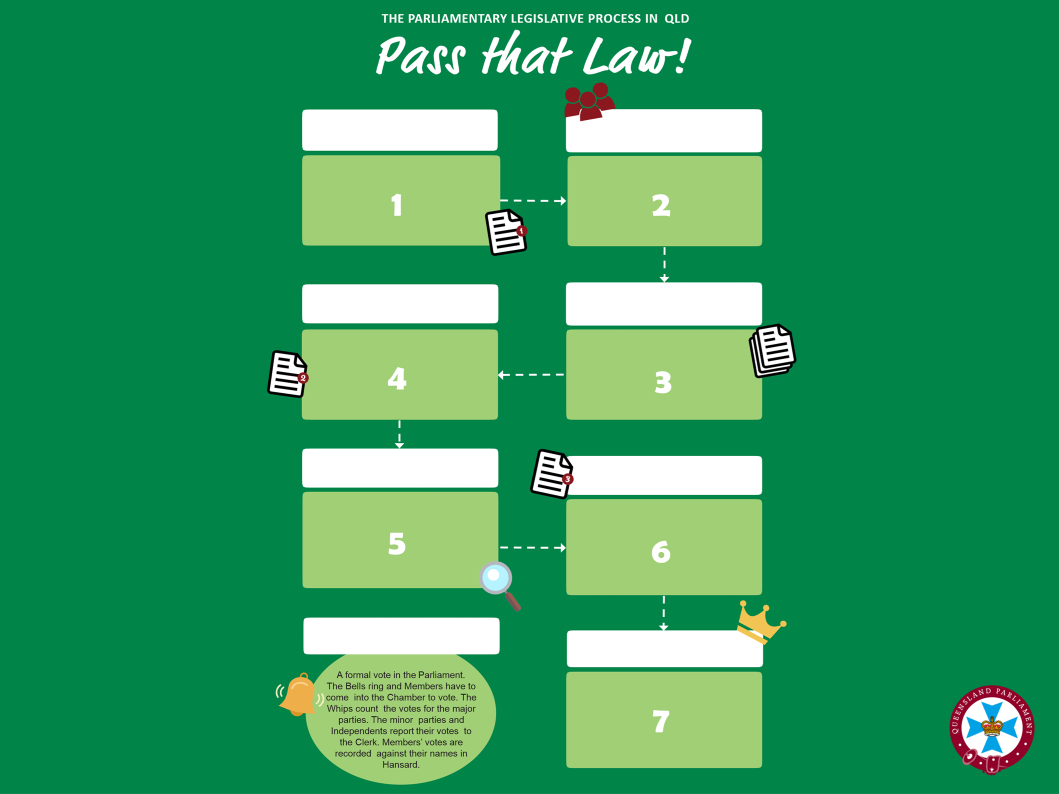 THE PARLIAMENTARY LEGISLATIVE PROCESS IN QLD
Pass that Law!
1
1
2
3
2
4
5
3
6
A formal vote in the Parliament.
The Bells ring and Members have to
come into the Chamber to vote. The
Whips count the votes for the major
parties. The minor parties and
Independents report their votes to
the Clerk. Members' votes are
recorded against their names in
Hansard.
7
QUEENSLAND PARLIAMENT